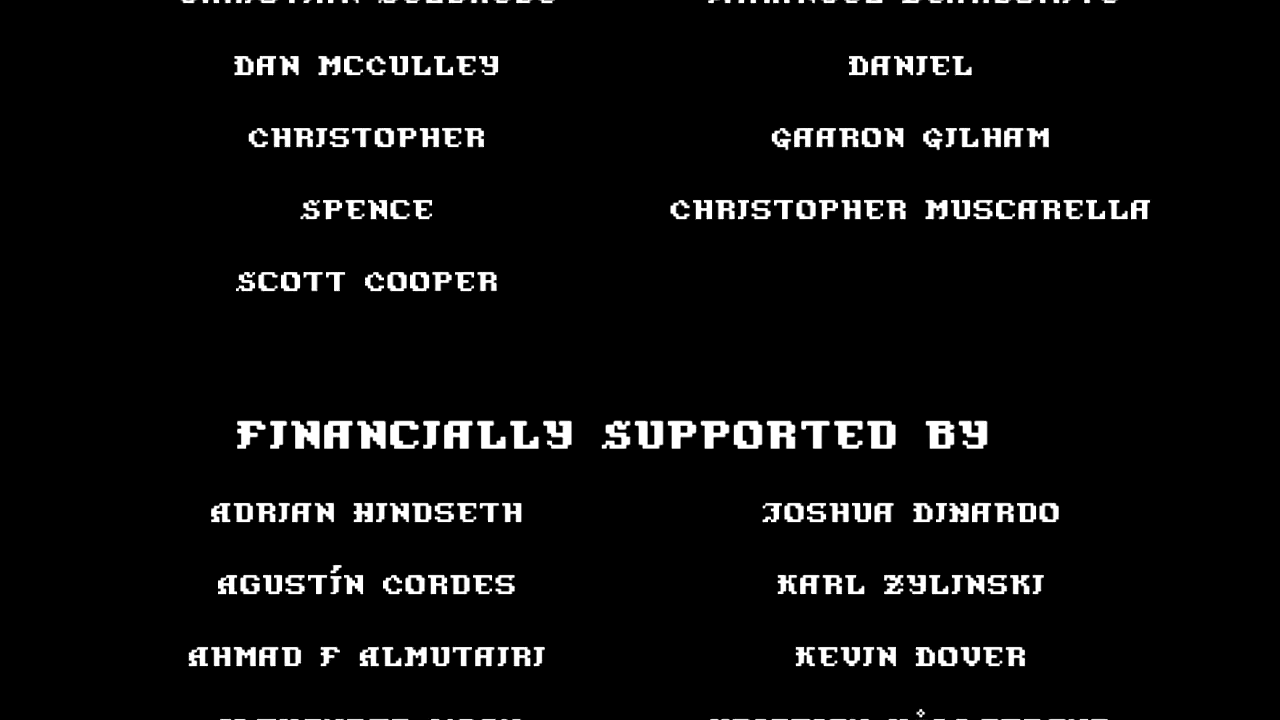 DAN MCCULLEY DANIEL
CHRISTOPHER GAARON GILHAM
SPENCE CHRISTOPHER MUSCARELLA
SCOTT COOPER
FINANCIALLY SUPPORTED BY
ADRIAN HINDSETH JOSHUA DINARDO
AGUSTÍN CORDES KARL ZYLINSKI
AHMAD F ALMUTAIRI KEVIN DOVER